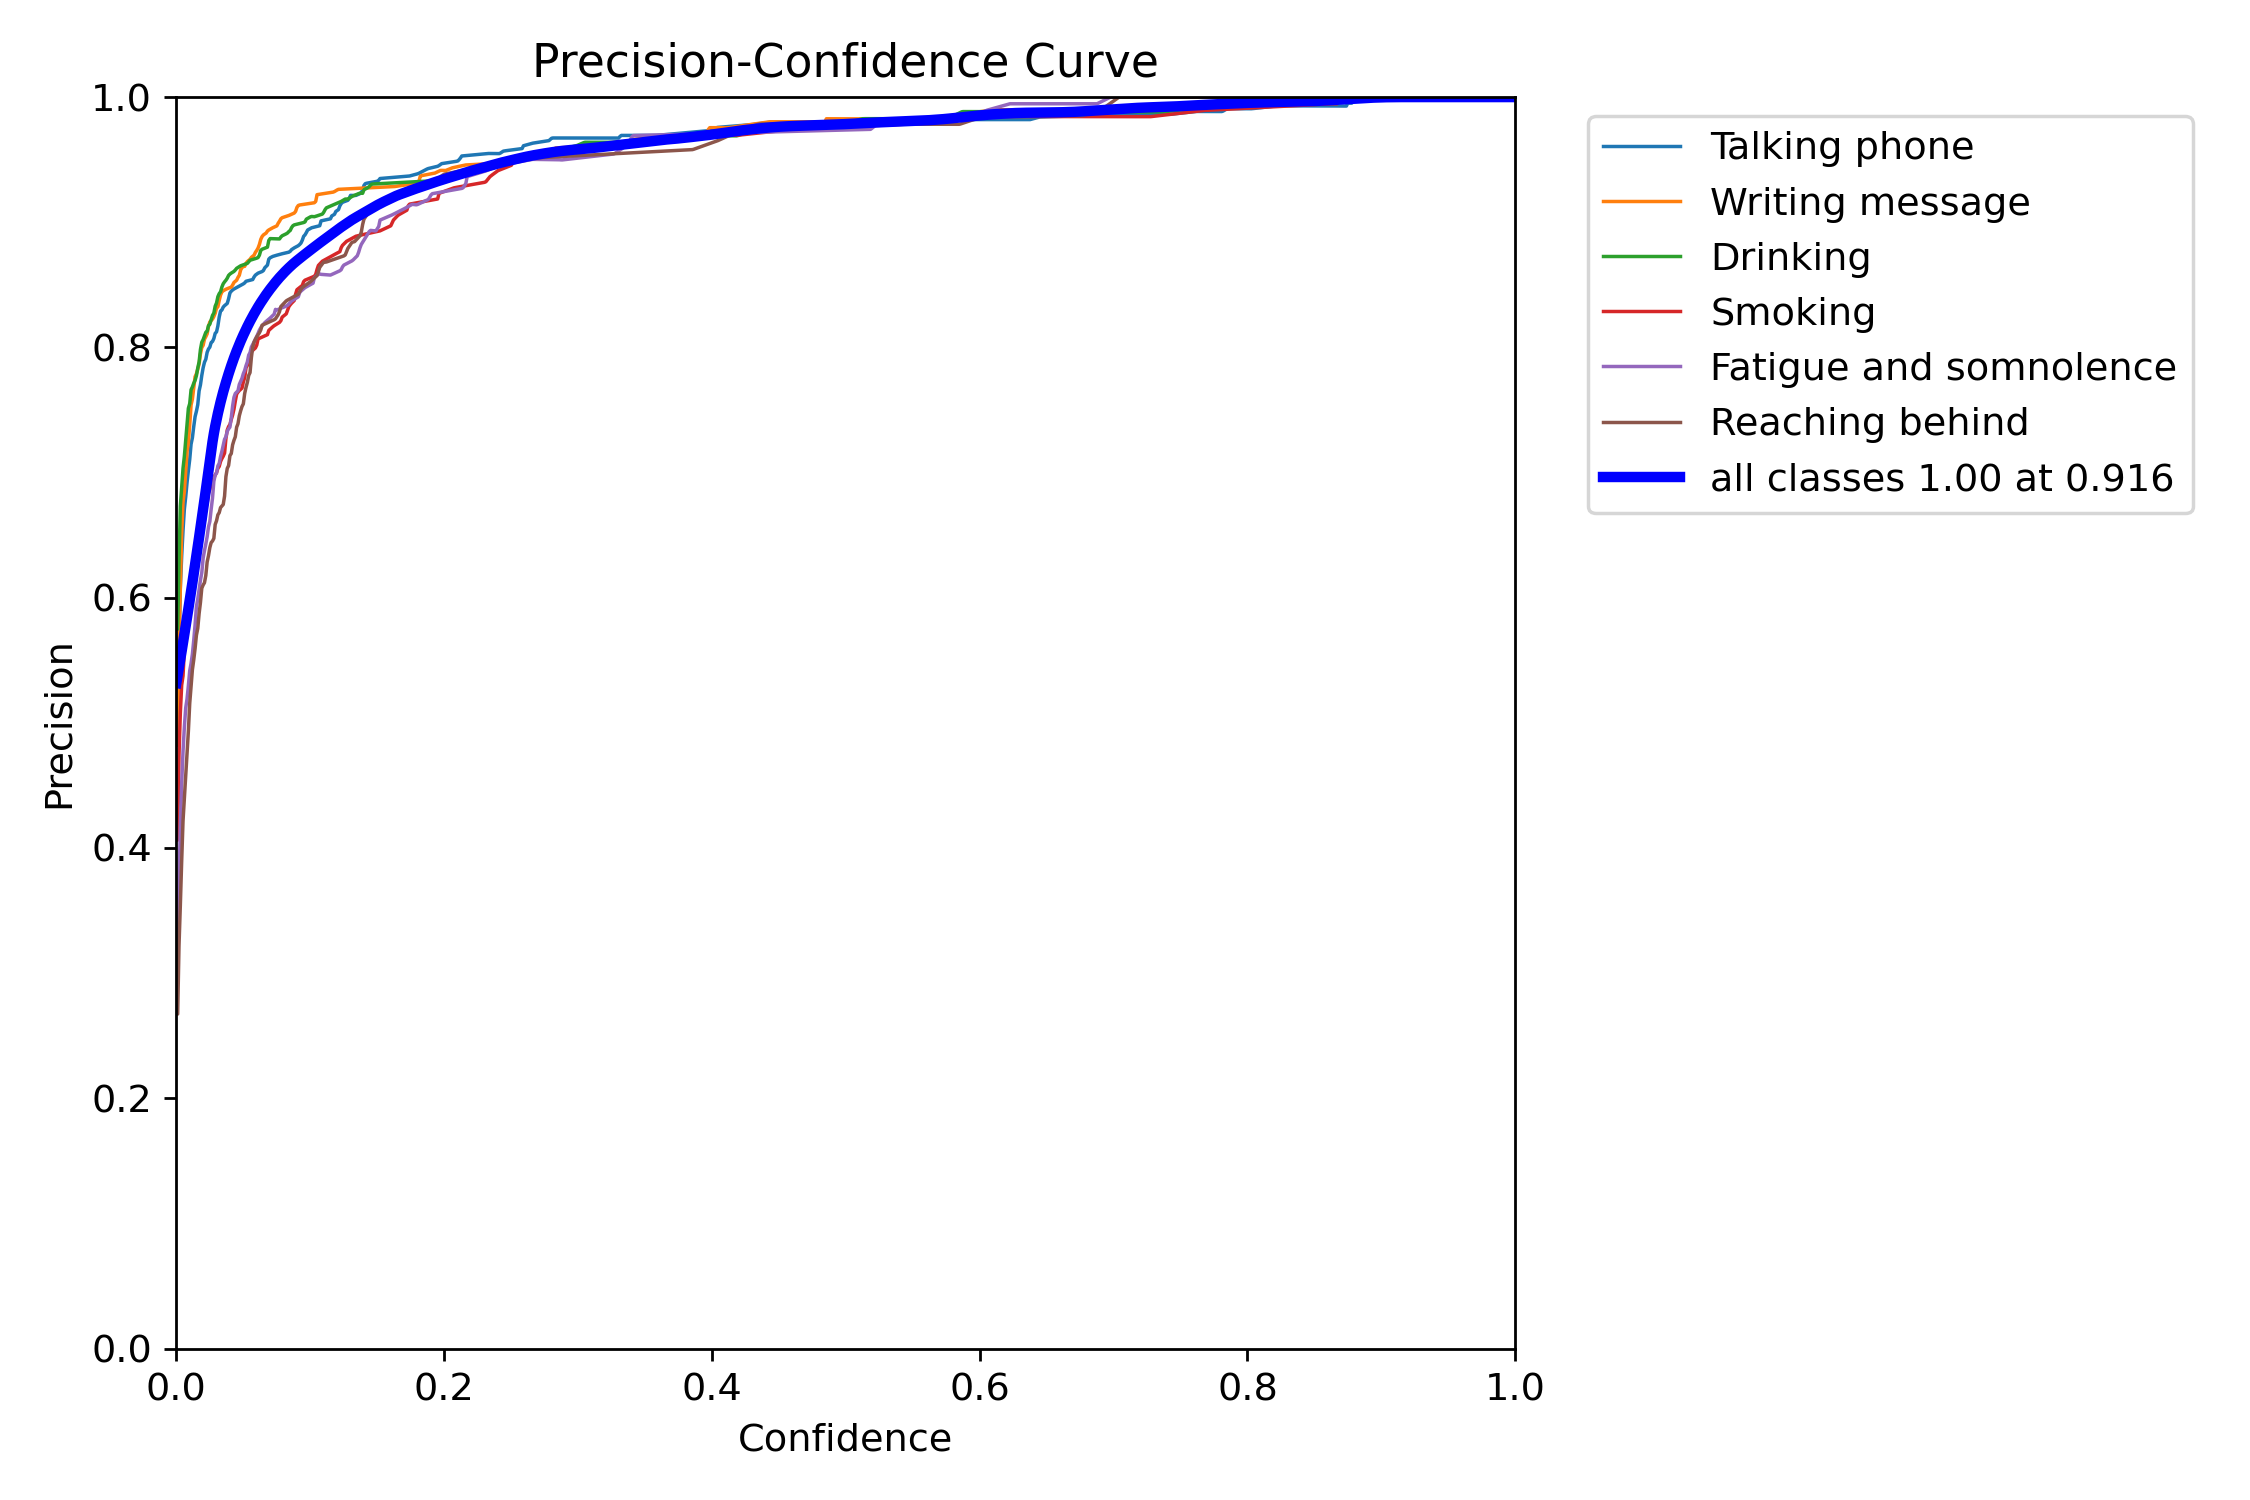 Precision-Confidence Curve
1.0
0.8
0.6
0.4
0.2
0.0
Precision
0.0 0.2 0.4 0.6 0.8 1.0
Confidence
Talking phone
Writing message
Drinking
Smoking
Fatigue and somnolence
Reaching behind
all classes 1.00 at 0.916